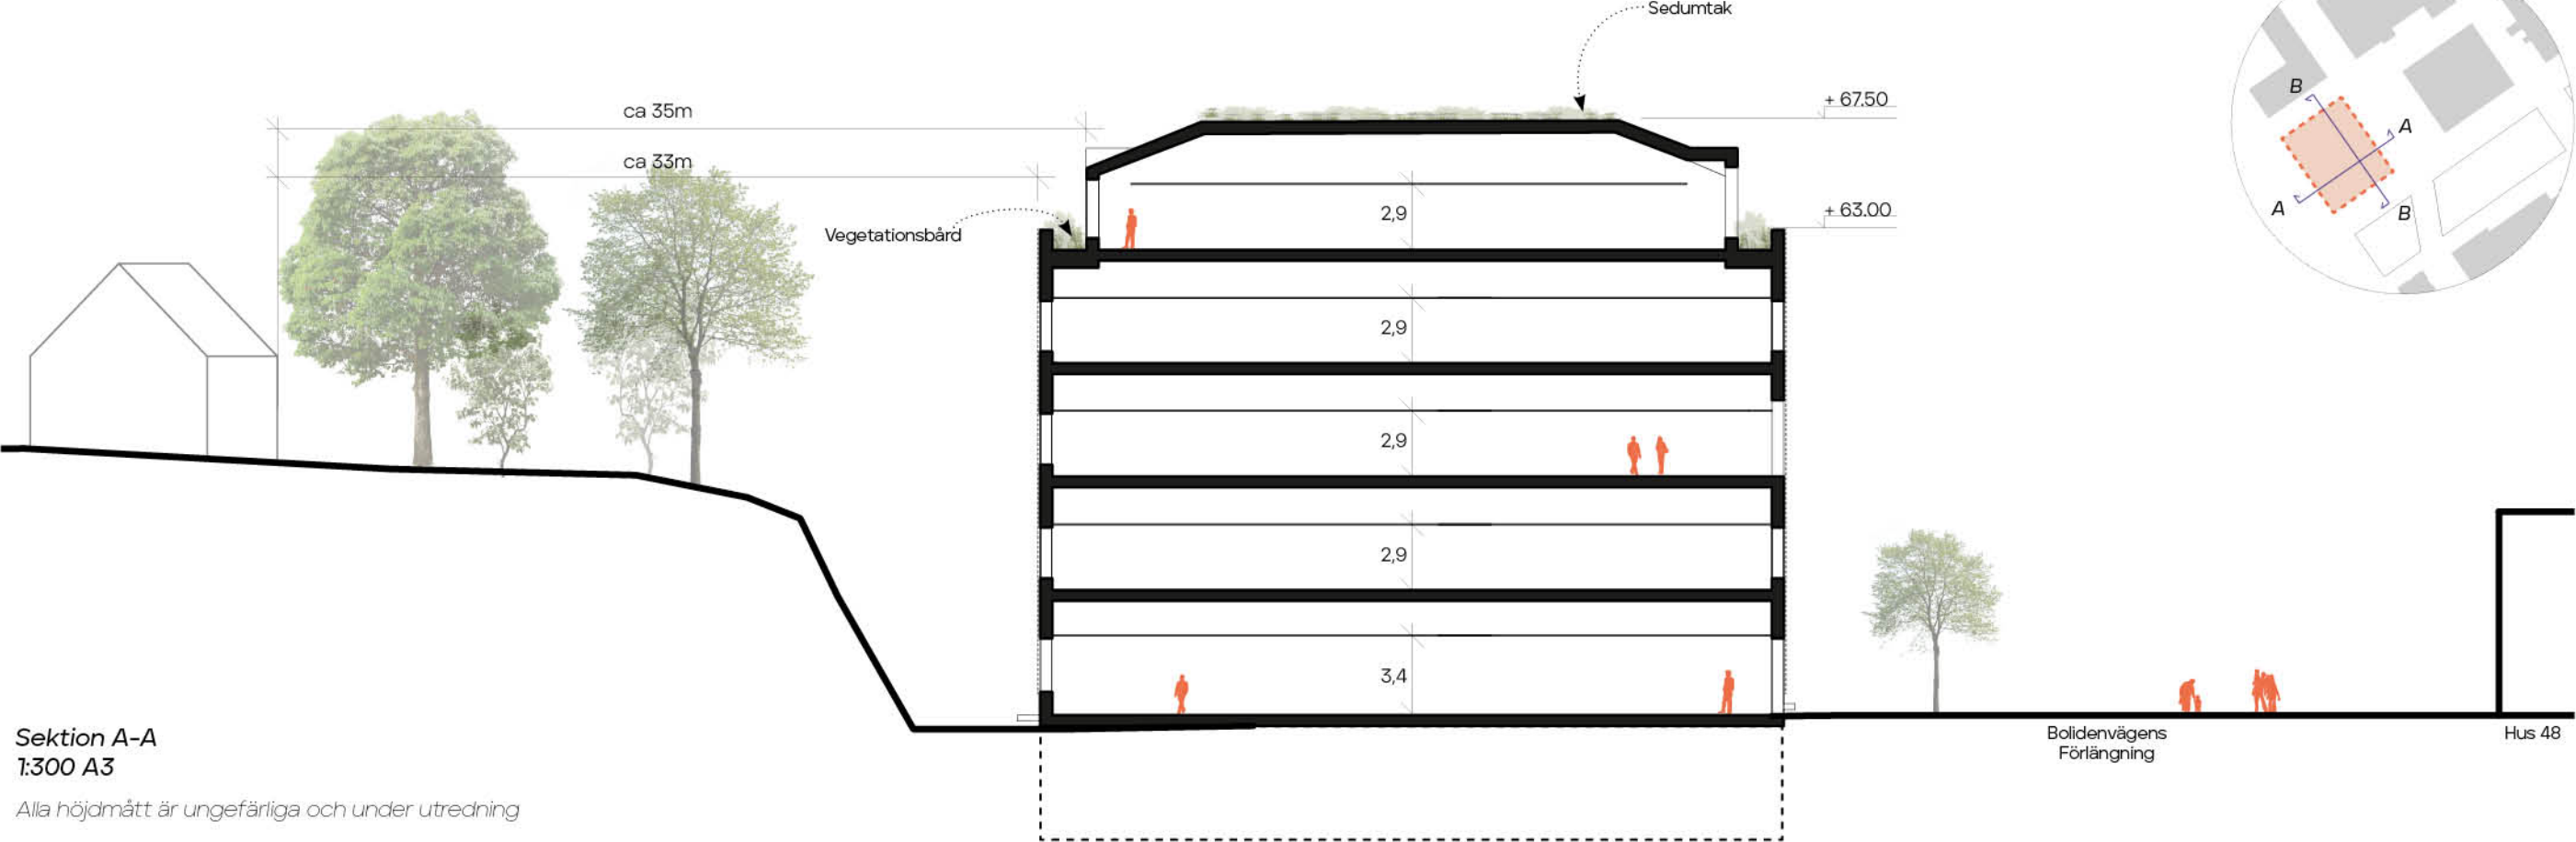 Sedumtak
ca 35m
+ 67.50
B
A
ca 33m
2,9
+ 63.00
A
B
Vegetationsbård
2,9
2,9
2,9
3,4
Sektion A-A
1:300 A3
Alla höjdmått är ungefärliga och under utredning
Bolidenvägens
Förlängning
Hus 48